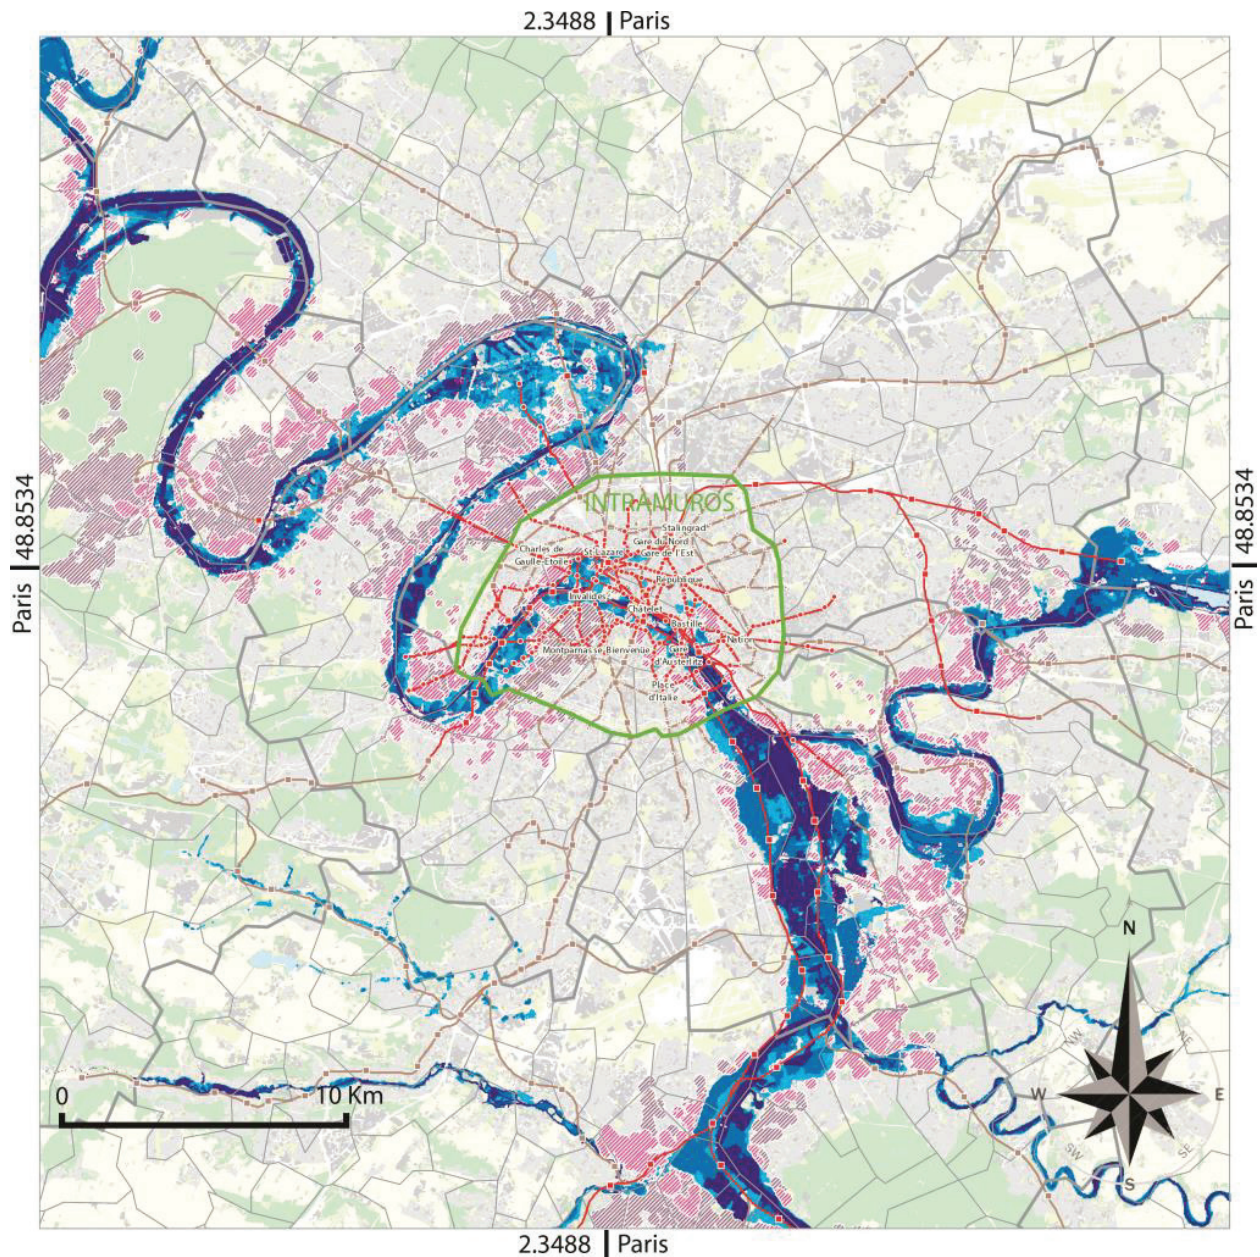 2.3488 Paris
INTRAMUROS
Stalingrad
Gare du Nord
Charles de
Gaulle-Etoile
St-Lazare
Gare de l'Est
République
Invalides
Châtelet
Bastille
Nation
Montparnasse-Bienvenüe
Gare
d'Austerlitz
Place
d'Italie
Paris 48.8534
Paris 48.8534
0 10 Km
N
NW NE
W E
SW SE
S
2.3488 Paris